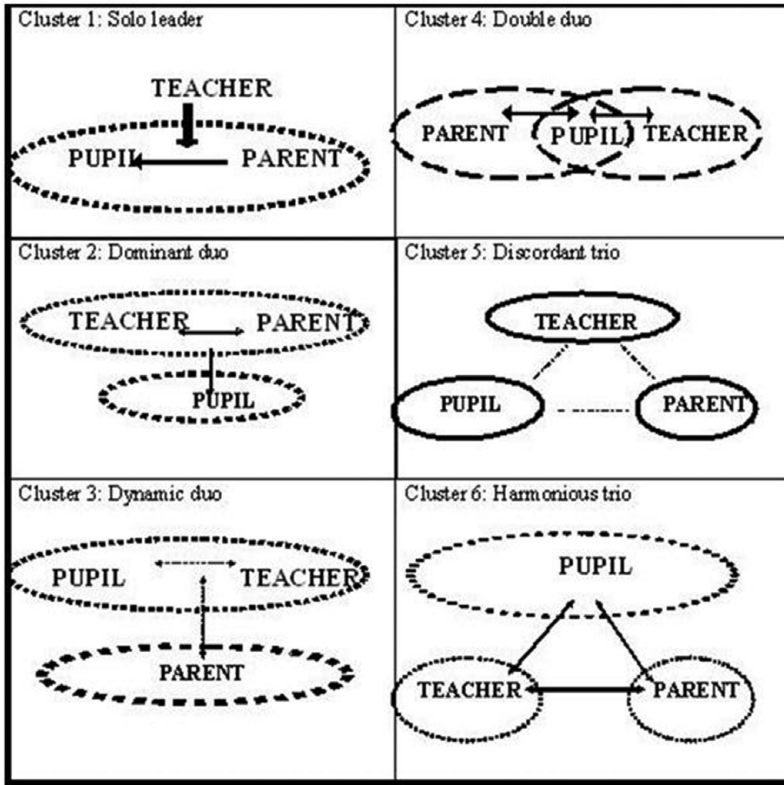 Cluster 1: Solo leader
TEACHER
PUPIL PARENT
Cluster 2: Dominant duo
TEACHER PARENT
PUPIL
Cluster 3: Dynamic duo
PUPIL TEACHER
PARENT
Cluster 4: Double duo
PARENT PUPIL TEACHER
Cluster 5: Discordant trio
TEACHER
PUPIL PARENT
Cluster 6: Harmonious trio
PUPIL
TEACHER PARENT